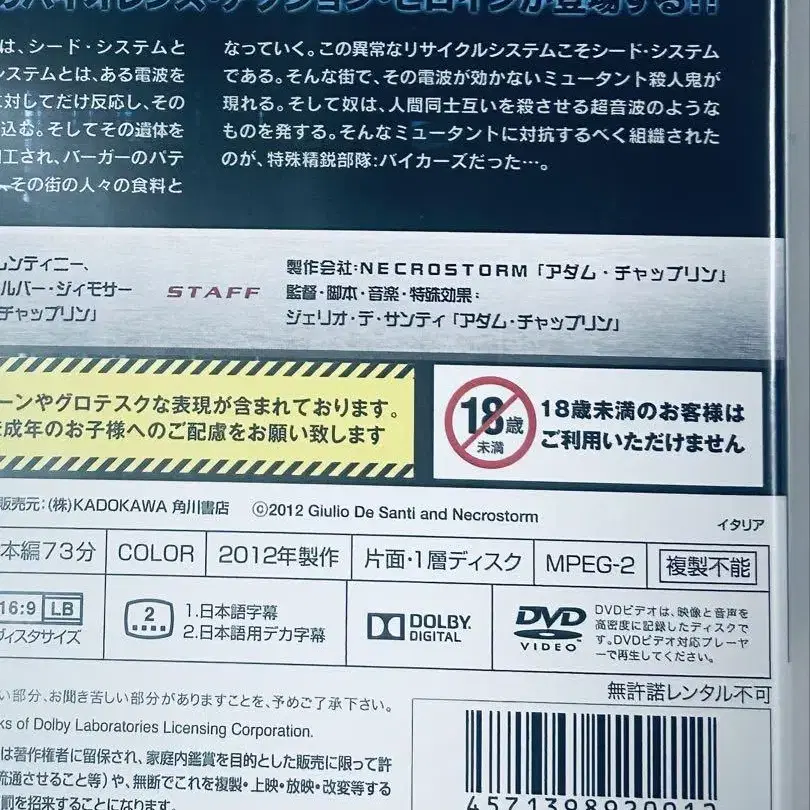 バイオレンス・アクション・ヒロインが登場する!!
は、シード・システムと
システムとは、ある電波を
対してだけ反応し、その
込む。そしてその遺体を
工され、バーガーのパテ
、その街の人々の食料と
なっていく。この異常なリサイクルシステムこそシード・システム
である。そんな街で、その電波が効かないミュータント殺人鬼が
現れる。そして奴は、人間同士互いを殺させる超音波のような
ものを発する。そんなミュータントに対抗するべく組織された
のが、特殊精鋭部隊:バイカーズだった…。
レンティニー、
ルバー・ジィモサー
チャップリン」
STAFF
製作会社:NECROSTORM「アダム・チャップリン」
監督・脚本・音楽・特殊効果:
ジェリオ・デ・サンティ「アダム・チャップリン」
ーンやグロテスクな表現が含まれております。
成年のお子様へのご配慮をお願い致します
18歳
未満
18歳未満のお客様は
ご利用いただけません
販売元:(株)KADOKAWA 角川書店 ©2012 Giulio De Santi and Necrostorm
イタリア
本編73分 COLOR 2012年製作 片面・1層ディスク MPEG-2 複製不能
16:9 LB
ヴィスタサイズ
2
1.日本語字幕
2.日本語用デカ字幕
DOLBY
DIGITAL
DVD
VIDEO
DVDビデオは、映像と音声を
高密度に記録したディスクで
す。DVDビデオ対応プレーヤ
ーで再生してください。
無許諾レンタル不可
い部分、お聞き苦しい部分がありますことを、予めご了承下さい。
ks of Dolby Laboratories Licensing Corporation.
は著作権者に留保され、家庭内鑑賞を目的とした販売に限って許
流通させること等)や、無断でこれを複製・上映・放映・改変等する
罰を招来することになります。